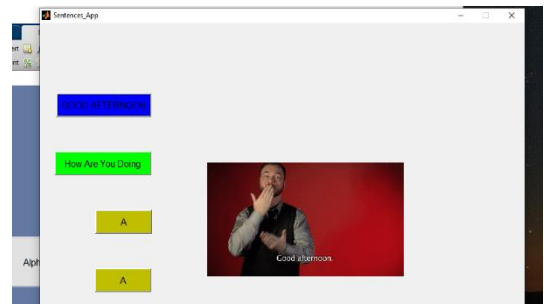 Sentences_App
GOOD AFTERNOON
How Are You Doing
A
Good afternoon.
A
Alph